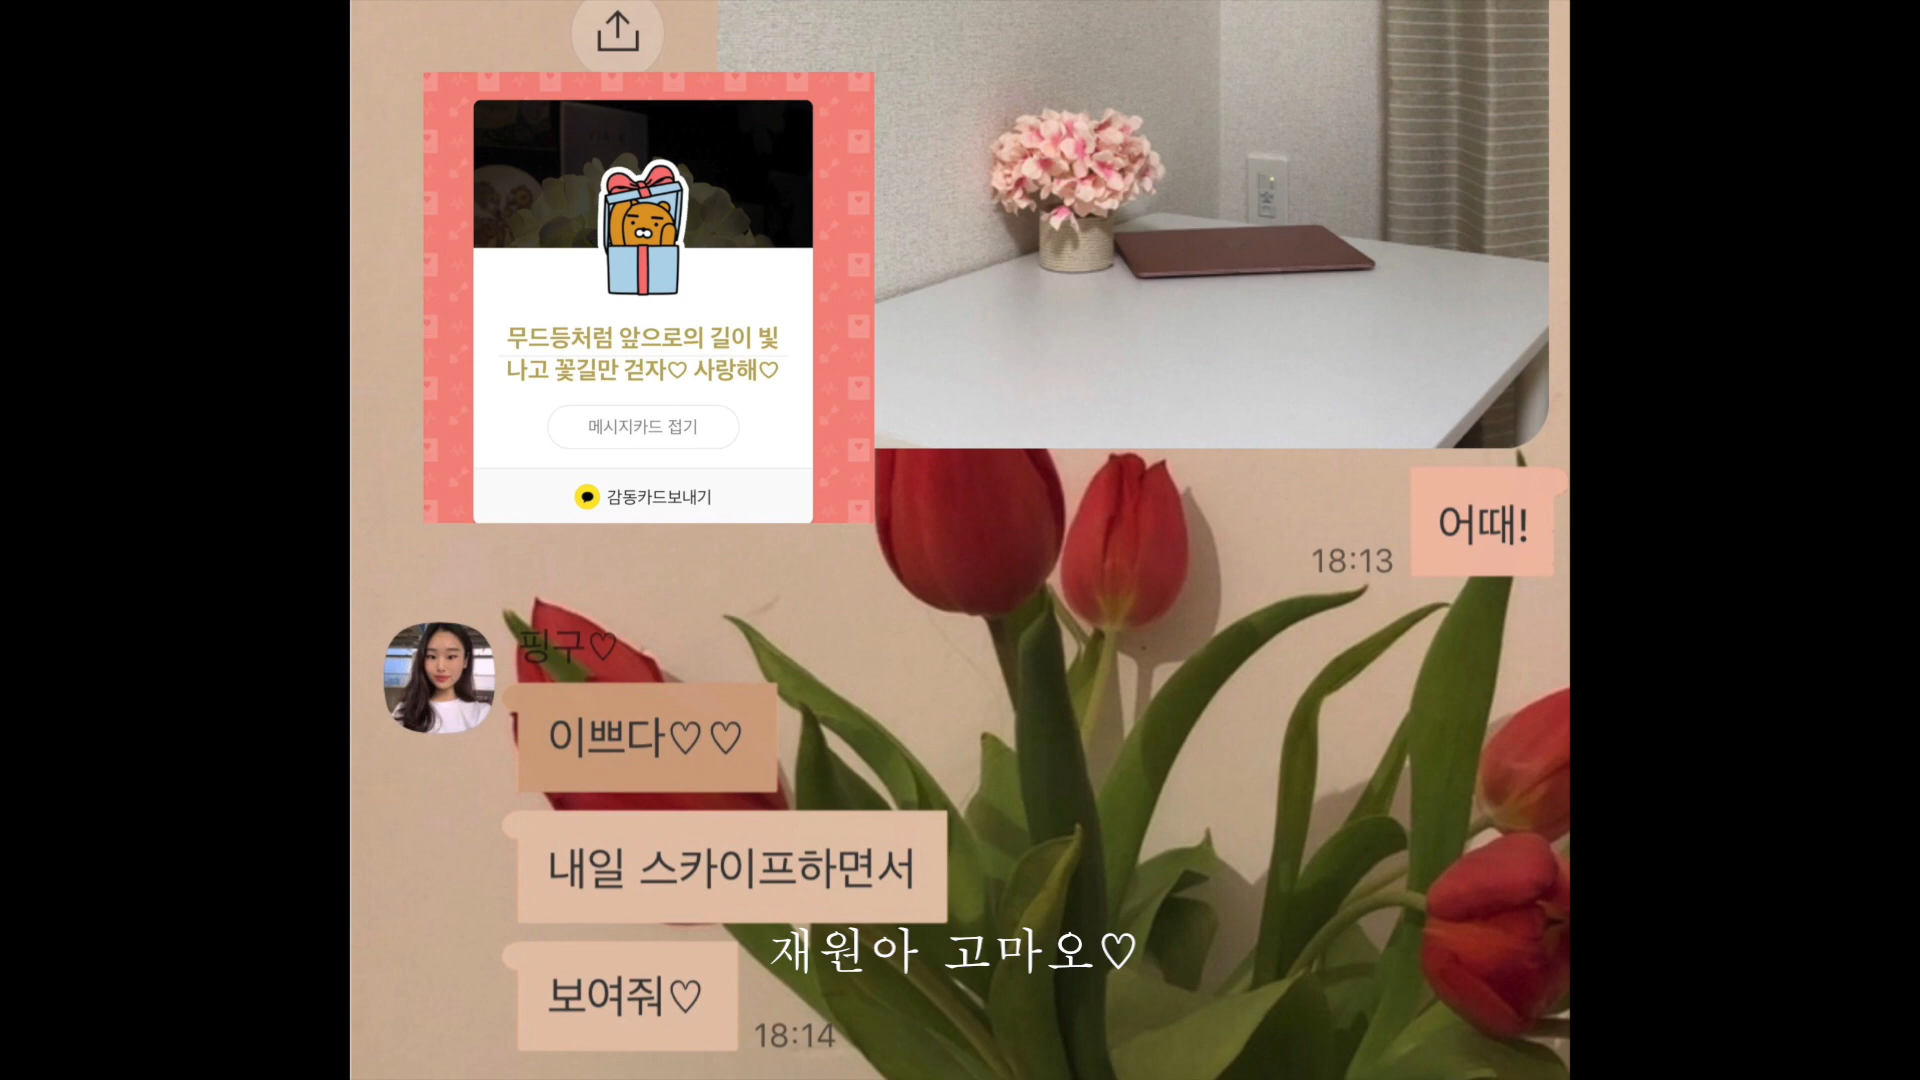 무드등처럼 앞으로의 길이 빛
나고 꽃길만 걷자♡ 사랑해♡
메시지카드 접기
감동카드보내기
어때!
18:13
핑구♡
이쁘다♡♡
내일 스카이프하면서
보여줘♡
18:14
재원아 고마오♡